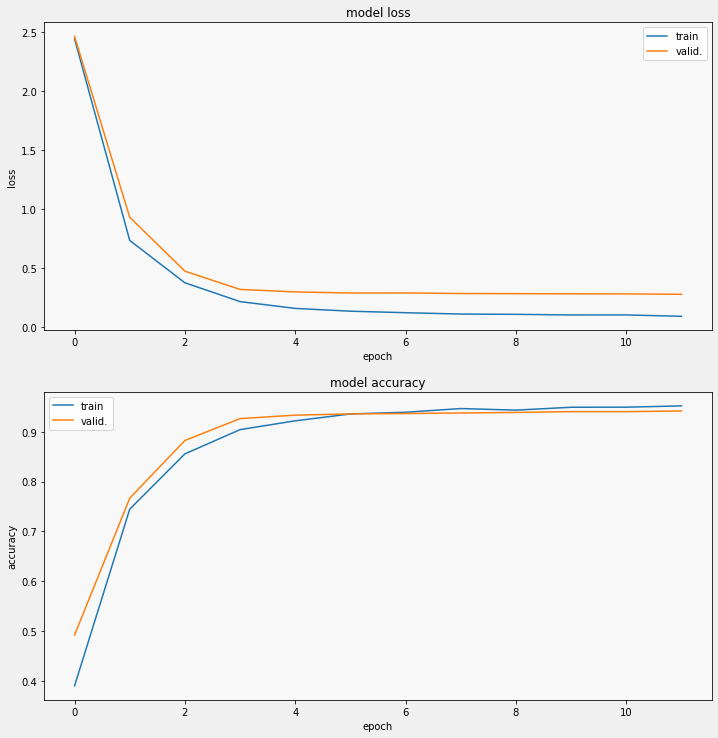 model loss
2.5
2.0
1.5
1.0
0.5
0.0
loss
train
valid.
0 2 4 6 8 10
epoch
model accuracy
0.9
0.8
0.7
0.6
0.5
0.4
accuracy
train
valid.
0 2 4 6 8 10
epoch